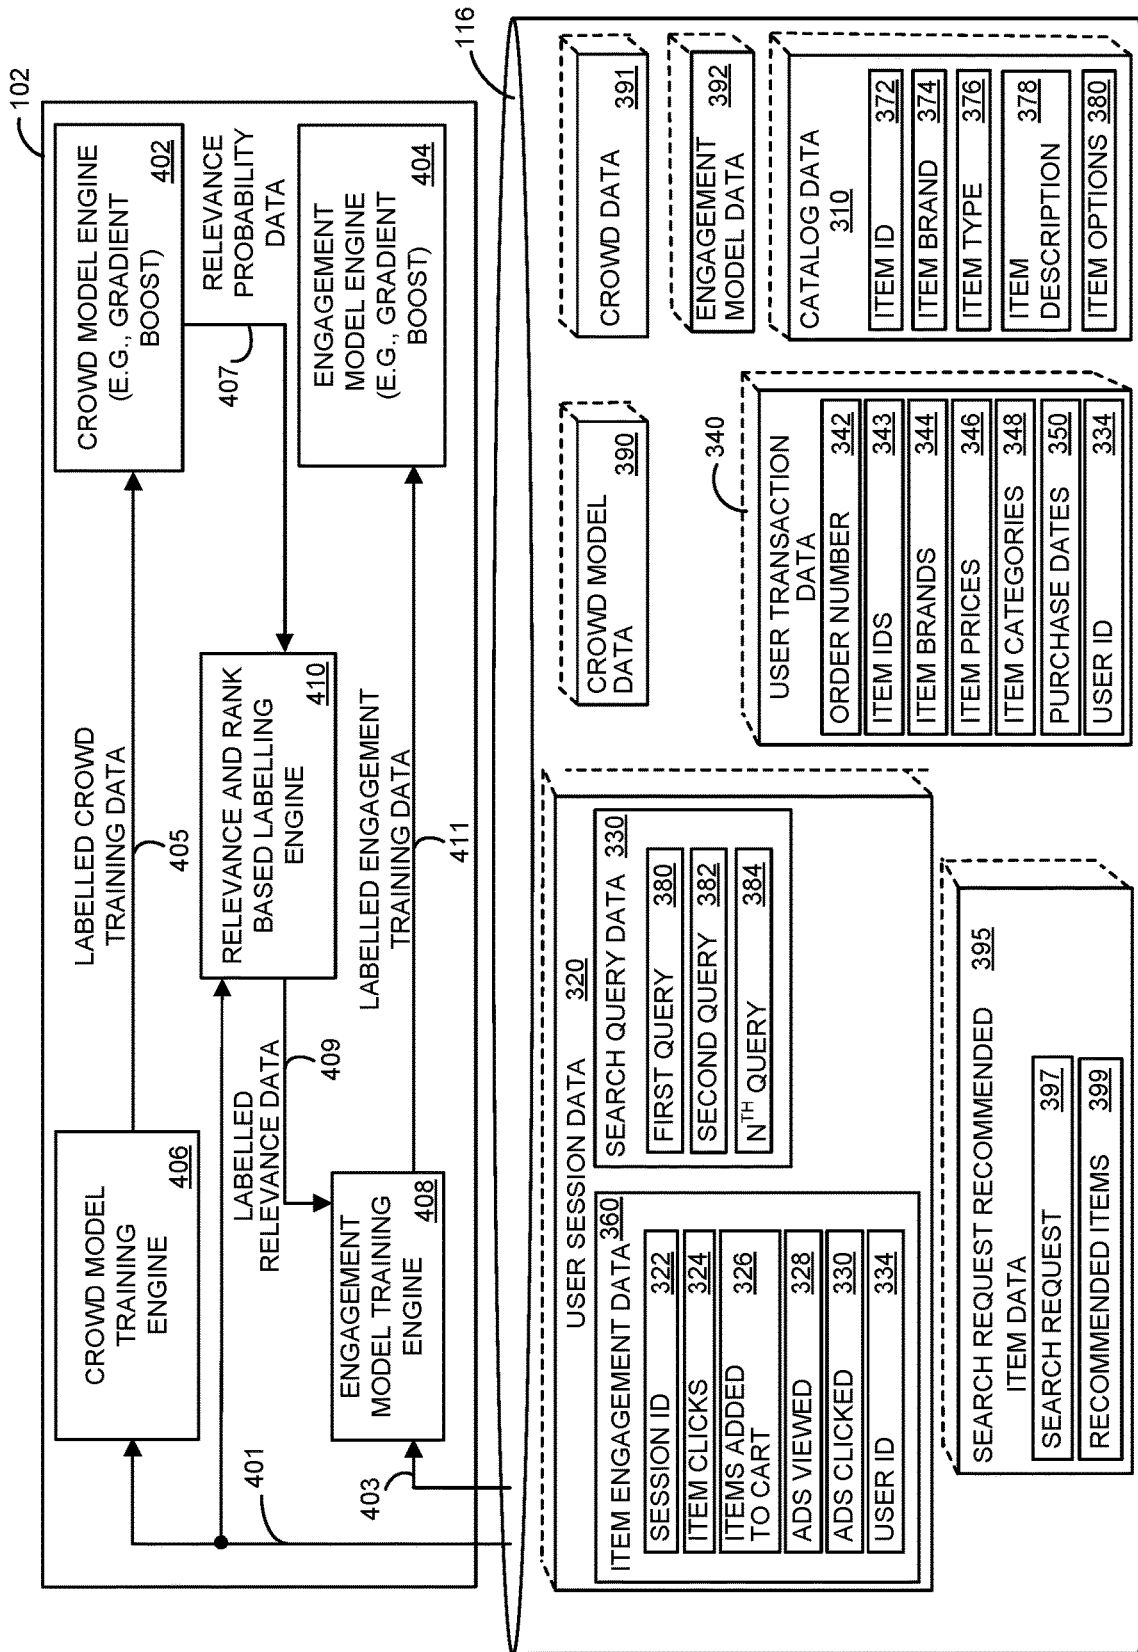 102
CROWD MODEL
TRAINING
ENGINE
406
LABELLED CROWD
TRAINING DATA
405
CROWD MODEL ENGINE
(E.G., GRADIENT
BOOST)
402
LABELLED
RELEVANCE DATA
409
RELEVANCE AND RANK
BASED LABELLING
ENGINE
410
407
RELEVANCE
PROBABILITY
DATA
ENGAGEMENT
MODEL TRAINING
ENGINE
408
LABELLED ENGAGEMENT
TRAINING DATA
411
ENGAGEMENT
MODEL ENGINE
(E.G., GRADIENT
BOOST)
404
401
403
116
USER SESSION DATA
320
ITEM ENGAGEMENT DATA
360
SESSION ID 322
ITEM CLICKS 324
ITEMS ADDED
TO CART
326
ADS VIEWED 328
ADS CLICKED 330
USER ID 334
SEARCH QUERY DATA 330
FIRST QUERY 380
SECOND QUERY 382
NTH QUERY 384
CROWD MODEL
DATA
390
CROWD DATA
391
ENGAGEMENT
MODEL DATA
392
340
USER TRANSACTION
DATA
ORDER NUMBER 342
ITEM IDS 343
ITEM BRANDS 344
ITEM PRICES 346
ITEM CATEGORIES 348
PURCHASE DATES 350
USER ID 334
CATALOG DATA
310
ITEM ID 372
ITEM BRAND 374
ITEM TYPE 376
ITEM
DESCRIPTION
378
ITEM OPTIONS 380
SEARCH REQUEST RECOMMENDED
ITEM DATA
395
SEARCH REQUEST 397
RECOMMENDED ITEMS 399